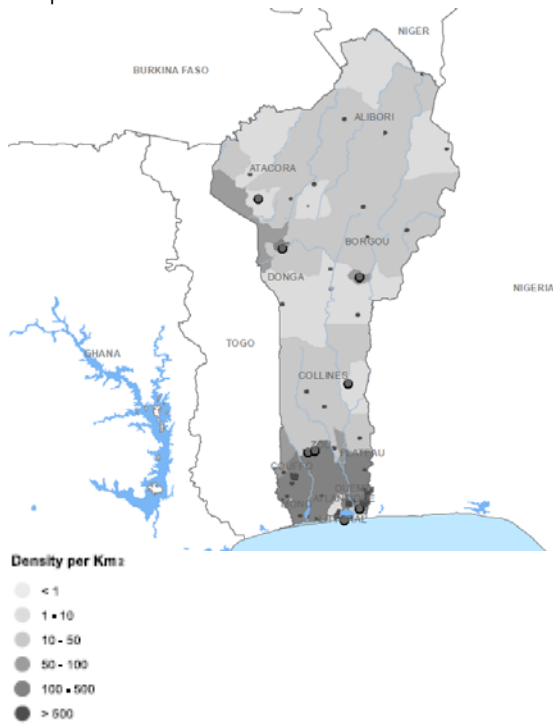 NIGER
BURKINA FASO
ALIBORI
ATACORA
BORGOU
DONGA
NIGERIA
TOGO
GHANA
COLLINES
PLATEAU
COUFFO
Density per Km2
< 1
1 - 10
10 - 50
50 - 100
100 - 500
> 500